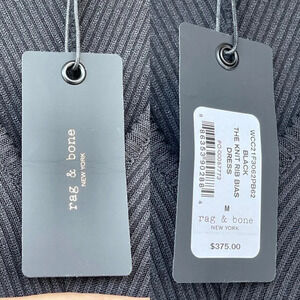 rag & bone
NEW YORK
WCC21F3062PB62
BLACK
THE KNIT RIB BIAS
DRESS
M
rag & bone
NEW YORK
$375.00